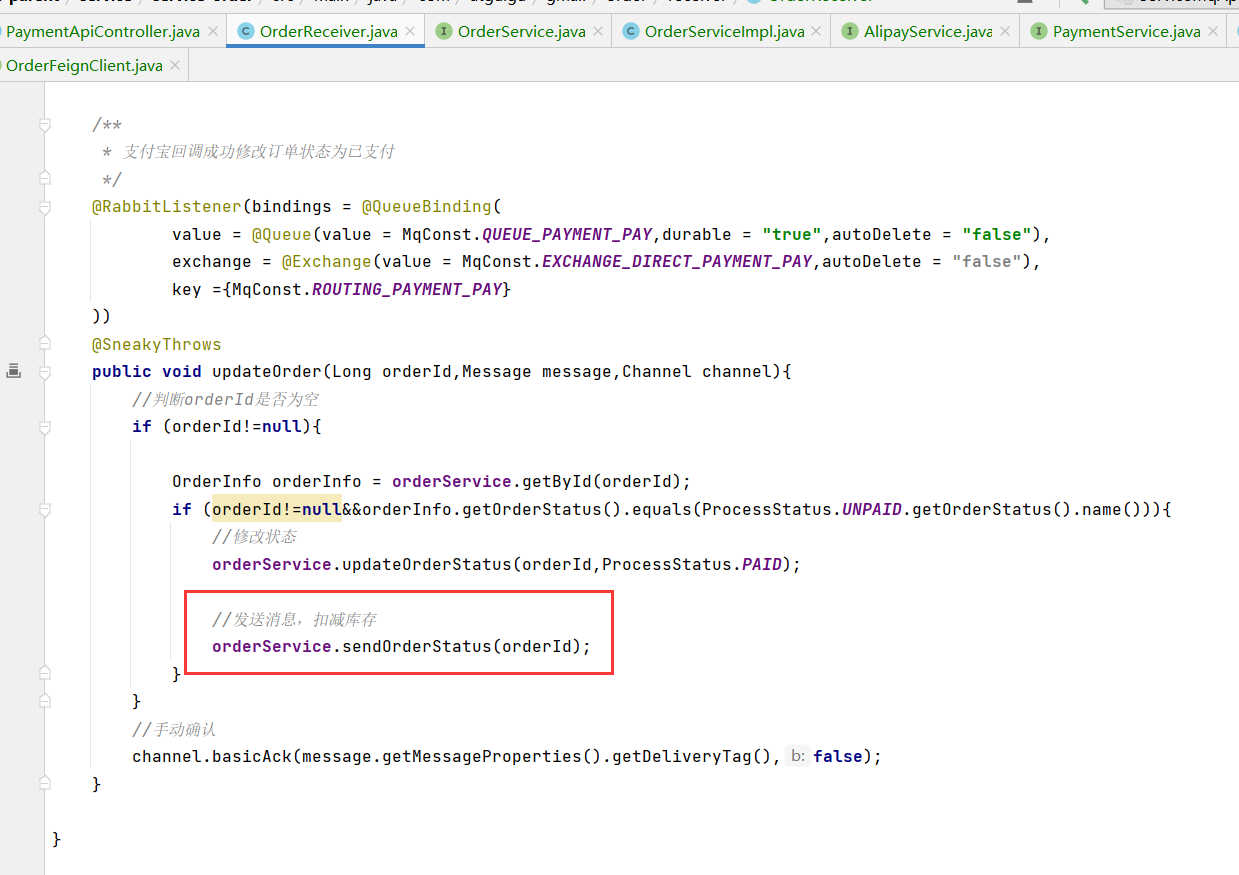 PaymentApiController.java
OrderReceiver.java
OrderService.java
OrderServiceImpl.java
AlipayService.java
PaymentService.java
OrderFeignClient.java
/**
* 支付宝回调成功修改订单状态为已支付
*/
@RabbitListener(bindings = @QueueBinding(
value = @Queue(value = MqConst.QUEUE_PAYMENT_PAY,durable = "true",autoDelete = "false"),
exchange = @Exchange(value = MqConst.EXCHANGE_DIRECT_PAYMENT_PAY,autoDelete = "false"),
key ={MqConst.ROUTING_PAYMENT_PAY}
))
@SneakyThrows
public void updateOrder(Long orderId,Message message,Channel channel){
//判断orderId是否为空
if (orderId!=null){
OrderInfo orderInfo = orderService.getById(orderId);
if (orderId!=null&&orderInfo.getOrderStatus().equals(ProcessStatus.UNPAID.getOrderStatus().name())){
//修改状态
orderService.updateOrderStatus(orderId,ProcessStatus.PAID);
//发送消息，扣减库存
orderService.sendOrderStatus(orderId);
}
}
//手动确认
channel.basicAck(message.getMessageProperties().getDeliveryTag(), b: false);
}
}